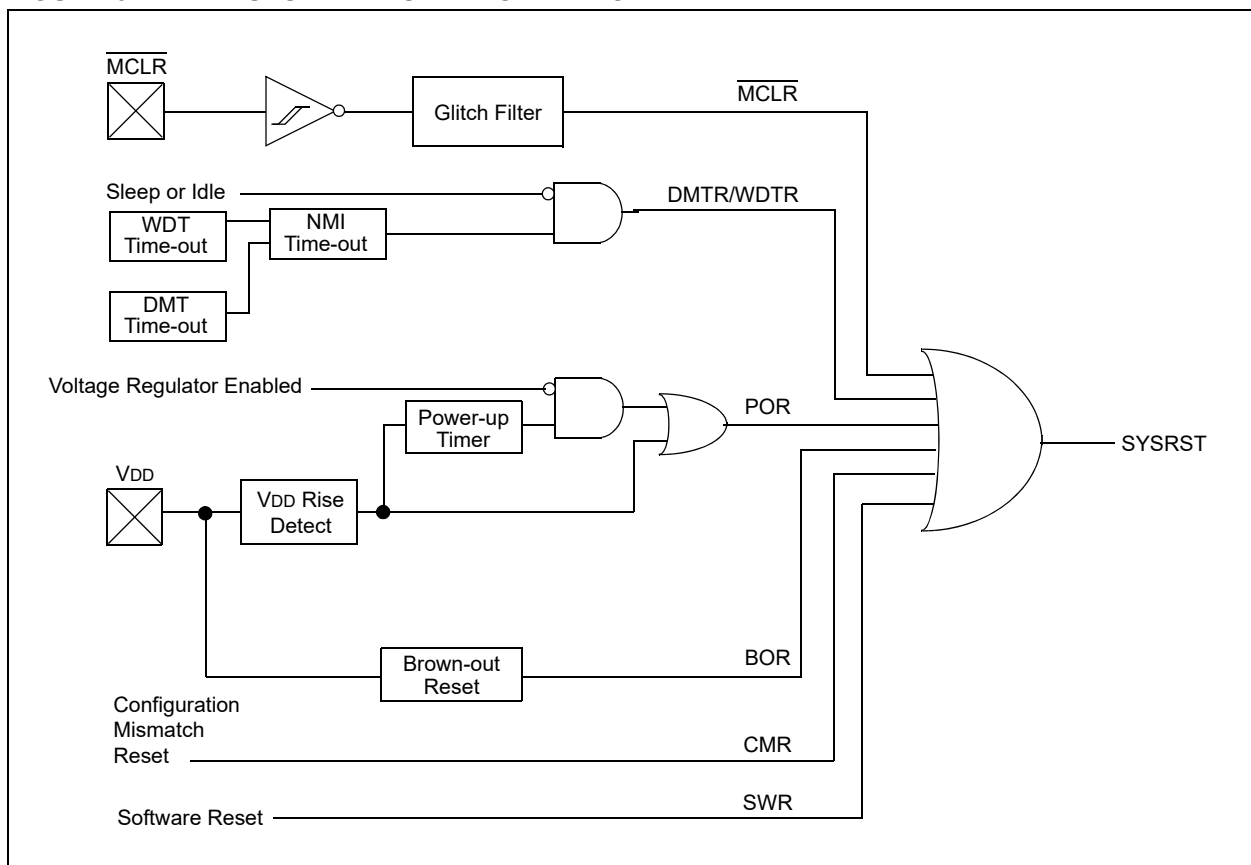 MCLR
Glitch Filter
MCLR
Sleep or Idle
DMTR/WDTR
WDT
Time-out
NMI
Time-out
DMT
Time-out
Voltage Regulator Enabled
Power-up
Timer
POR
SYSRST
VDD
VDD Rise
Detect
Brown-out
Reset
BOR
Configuration
Mismatch
Reset
CMR
SWR
Software Reset